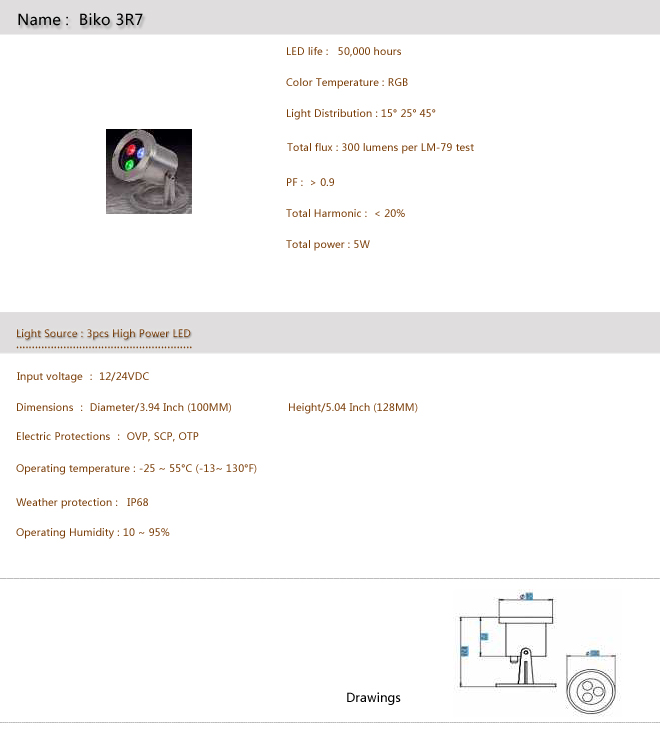 Name : Biko 3R7
LED life : 50,000 hours
Color Temperature : RGB
Light Distribution : 15° 25° 45°
Total flux : 300 lumens per LM-79 test
PF : > 0.9
Total Harmonic : < 20%
Total power : 5W
Light Source : 3pcs High Power LED
Input voltage : 12/24VDC
Dimensions : Diameter/3.94 Inch (100MM) Height/5.04 Inch (128MM)
Electric Protections : OVP, SCP, OTP
Operating temperature : -25 ~ 55°C (-13~ 130°F)
Weather protection : IP68
Operating Humidity : 10 ~ 95%
Drawings